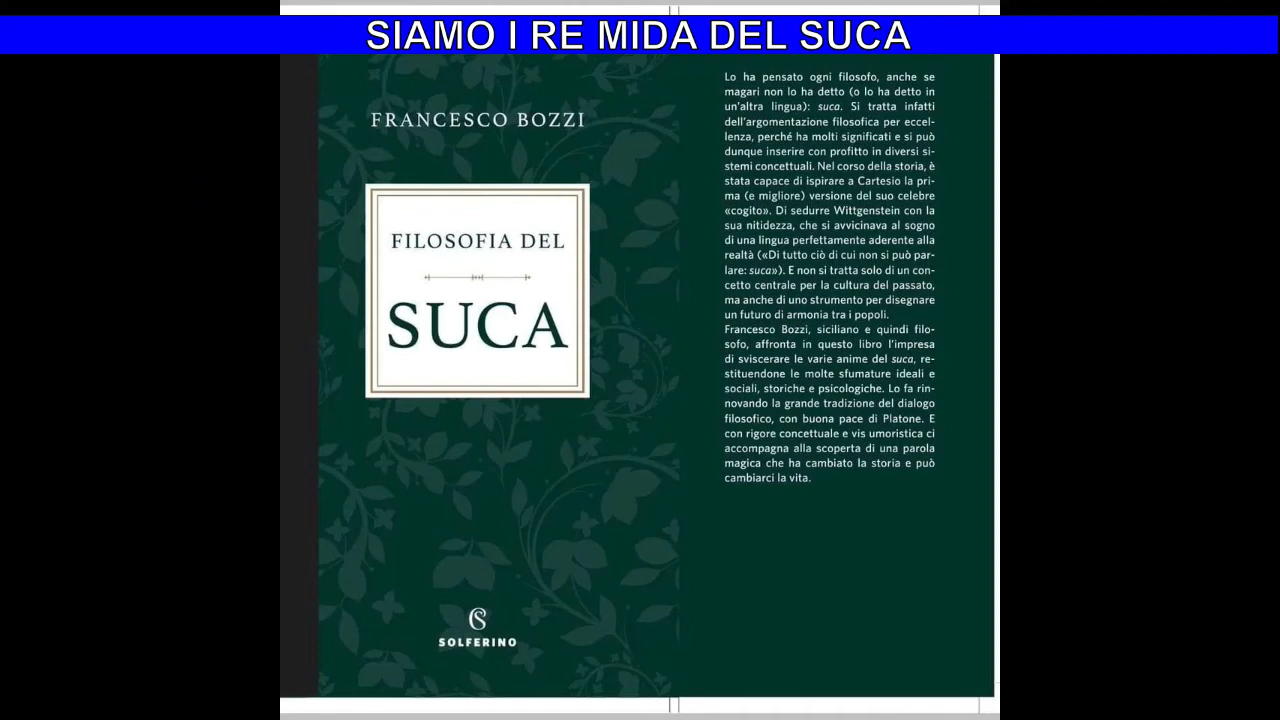 SIAMO I RE MIDA DEL SUCA
FRANCESCO BOZZI
FILOSOFIA DEL
SUCA
SOLFERINO
Lo ha pensato ogni filosofo, anche se
magari non lo ha detto (o lo ha detto in
un'altra lingua): suca. Si tratta infatti
dell'argomentazione filosofica per eccel-
lenza, perché ha molti significati e si può
dunque inserire con profitto in diversi si-
stemi concettuali. Nel corso della storia, è
stata capace di ispirare a Cartesio la pri-
ma (e migliore) versione del suo celebre
«cogito». Di sedurre Wittgenstein con la
sua nitidezza, che si avvicinava al sogno
di una lingua perfettamente aderente alla
realtà («Di tutto ciò di cui non si può par-
lare: suca»). E non si tratta solo di un con-
cetto centrale per la cultura del passato,
ma anche di uno strumento per disegnare
un futuro di armonia tra i popoli.
Francesco Bozzi, siciliano e quindi filo-
sofo, affronta in questo libro l'impresa
di sviscerare le varie anime del suca, re-
stituendone le molte sfumature ideali e
sociali, storiche e psicologiche. Lo fa rin-
novando la grande tradizione del dialogo
filosofico, con buona pace di Platone. E
con rigore concettuale e vis umoristica ci
accompagna alla scoperta di una parola
magica che ha cambiato la storia e può
cambiarci la vita.